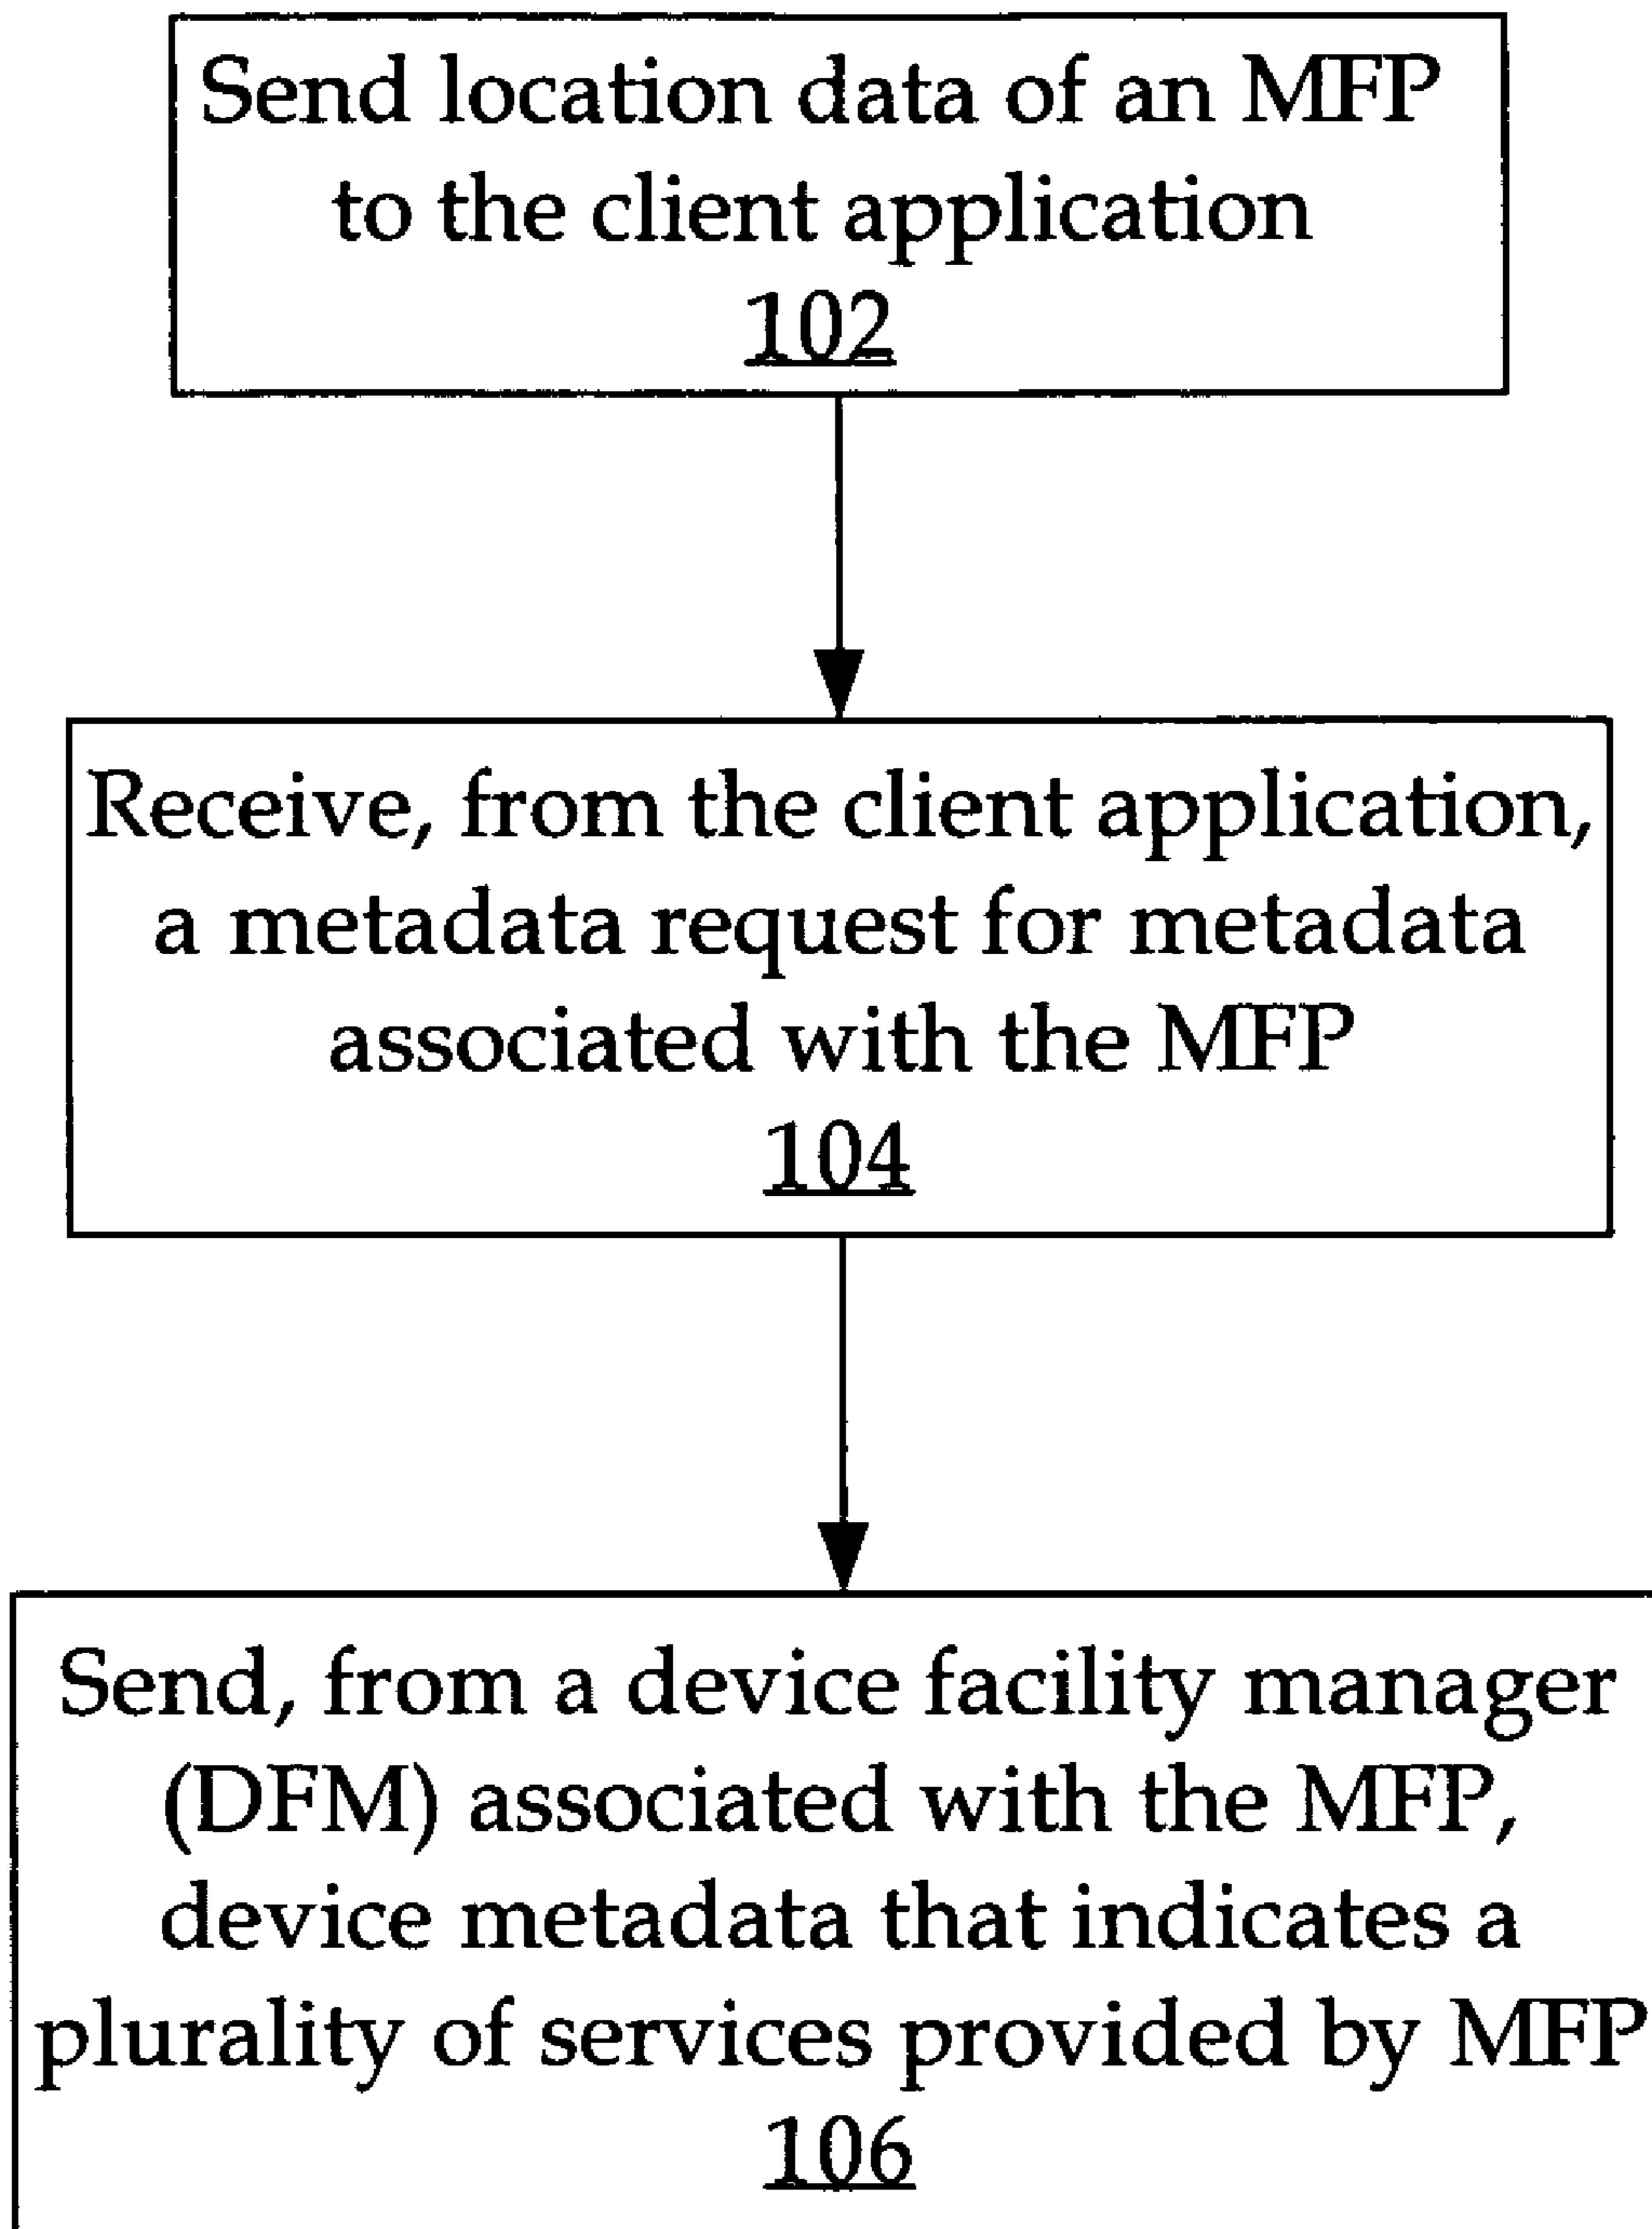 Send location data of an MFP
to the client application
102
Receive, from the client application,
a metadata request for metadata
associated with the MFP
104
Send, from a device facility manager
(DFM) associated with the MFP,
device metadata that indicates a
plurality of services provided by MFP
106